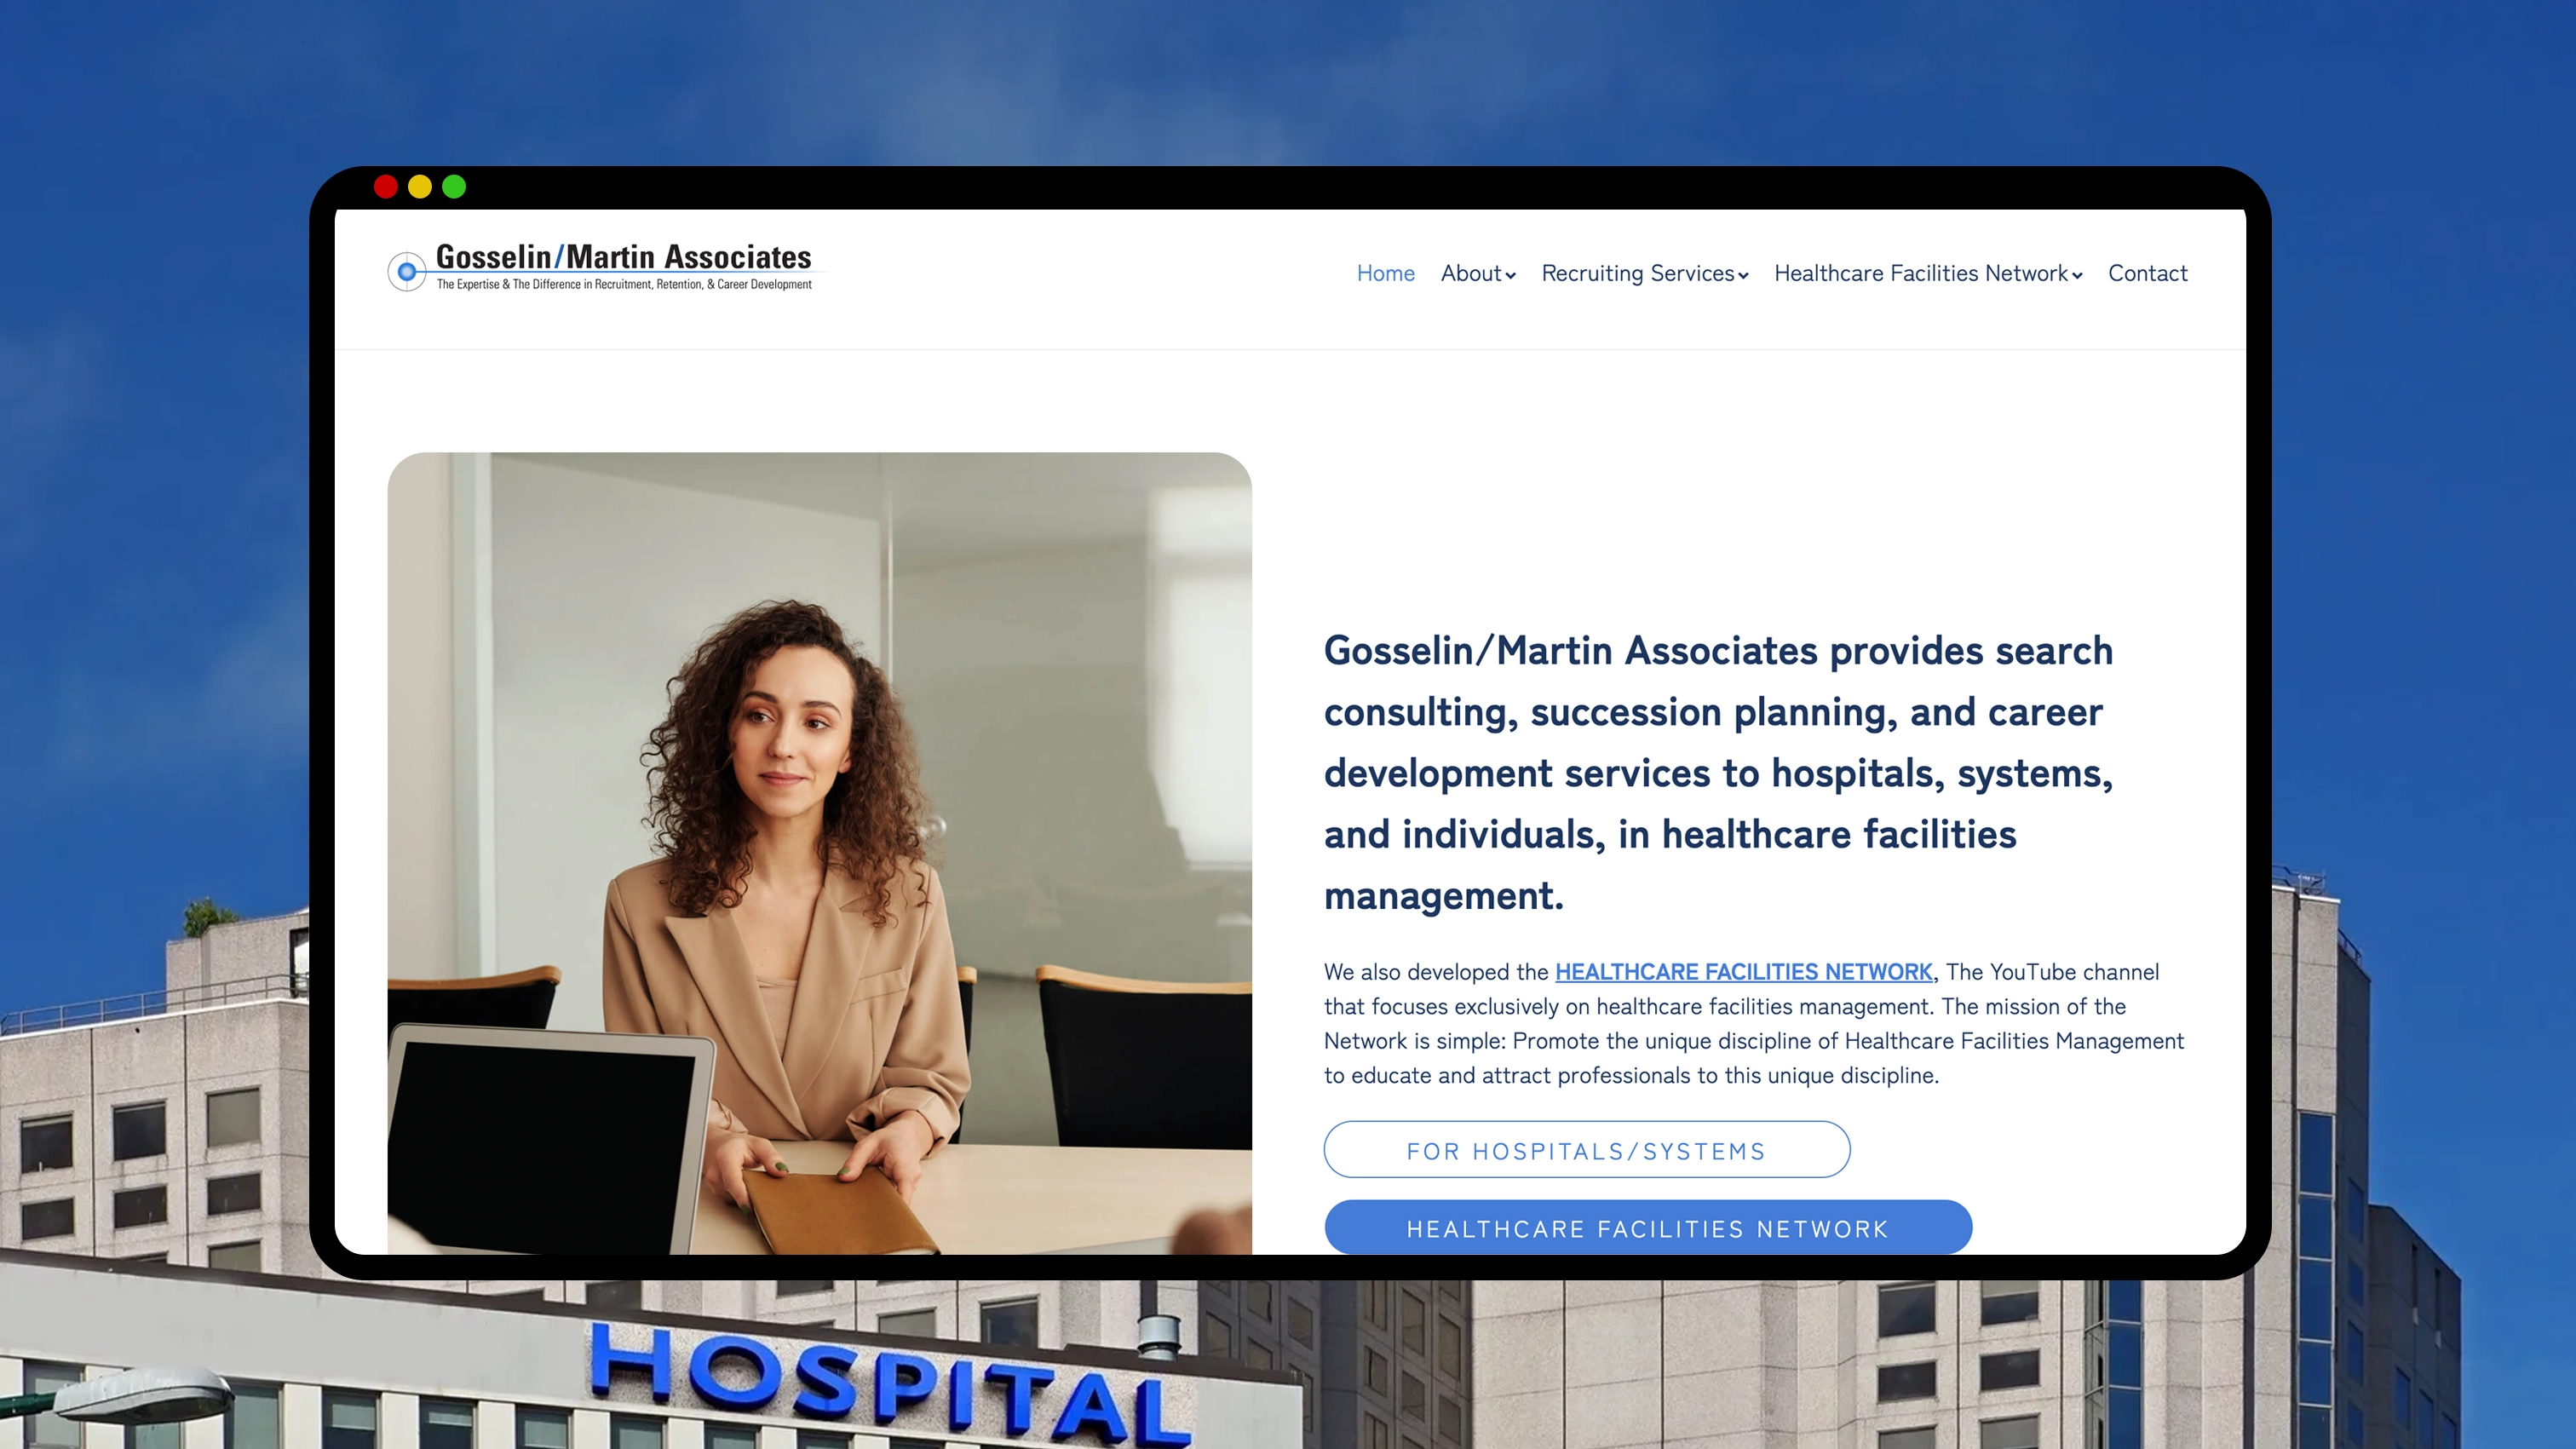 Gosselin/Martin Associates
The Expertise & The Difference in Recruitment, Retention, & Career Development
Home About Recruiting Services Healthcare Facilities Network Contact
Gosselin/Martin Associates provides search
consulting, succession planning, and career
development services to hospitals, systems,
and individuals, in healthcare facilities
management.
We also developed the HEALTHCARE FACILITIES NETWORK, The YouTube channel
that focuses exclusively on healthcare facilities management. The mission of the
Network is simple: Promote the unique discipline of Healthcare Facilities Management
to educate and attract professionals to this unique discipline.
FOR HOSPITALS/SYSTEMS
HEALTHCARE FACILITIES NETWORK
HOSPITAL